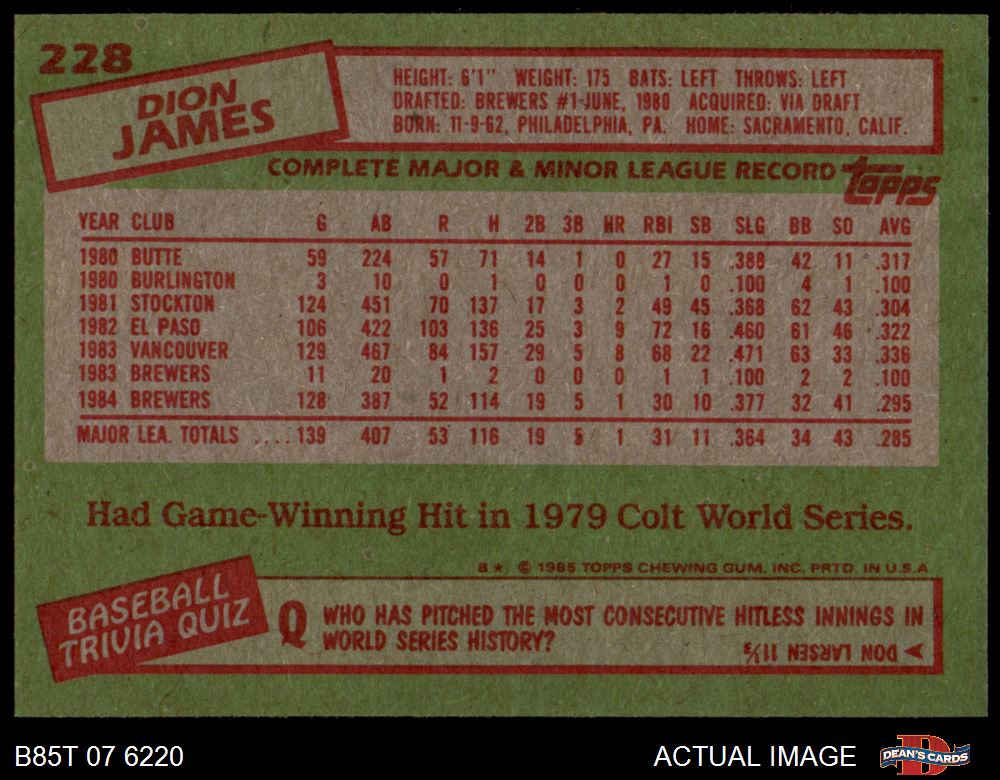 228
DION
JAMES
HEIGHT: 6'1" WEIGHT: 175 BATS: LEFT THROWS: LEFT
DRAFTED: BREWERS #1-JUNE, 1980 ACQUIRED: VIA DRAFT
BORN: 11-9-62, PHILADELPHIA, PA. HOME: SACRAMENTO, CALIF.
COMPLETE MAJOR & MINOR LEAGUE RECORD topps
YEAR CLUB G AB R H 2B 3B HR RBI SB SLG BB SO AVG
1980 BUTTE 59 224 57 71 14 1 0 27 15 .388 42 11 .317
1980 BURLINGTON 3 10 0 1 0 0 0 1 0 .100 4 1 .100
1981 STOCKTON 124 451 70 137 17 3 2 49 45 .368 62 43 .304
1982 EL PASO 106 422 103 136 25 3 9 72 16 .460 61 46 .322
1983 VANCOUVER 129 467 84 157 29 5 8 68 22 .471 63 33 .336
1983 BREWERS 11 20 1 2 0 0 0 1 1 .100 2 2 .100
1984 BREWERS 128 387 52 114 19 5 1 30 10 .377 32 41 .295
MAJOR LEA. TOTALS ....139 407 53 116 19 5 1 31 11 .364 34 43 .285
Had Game-Winning Hit in 1979 Colt World Series.
B★ © 1985 TOPPS CHEWING GUM, INC. PRTD. IN U.S.A
BASEBALL
TRIVIA QUIZ
Q WHO HAS PITCHED THE MOST CONSECUTIVE HITLESS INNINGS IN
WORLD SERIES HISTORY?
DON LARSEN 11⅓
B85T 07 6220
ACTUAL IMAGE
DEAN'S CARDS